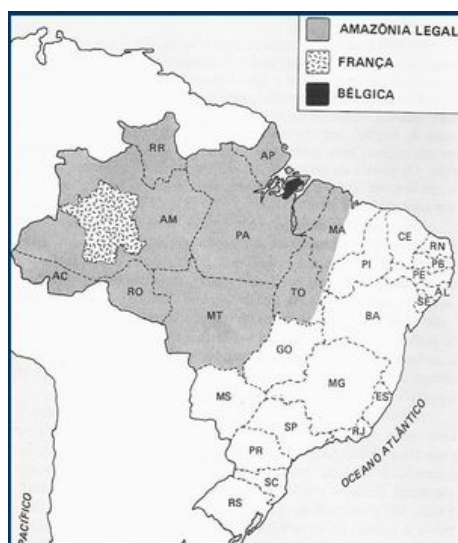 AMAZÔNIA LEGAL
FRANÇA
BÉLGICA
RR
AP
AM
PA
MA
CE
RN
PI
PB
PE
AC
AL
RO
TO
SE
MT
BA
GO
MG
MS
ES
SP
RJ
PR
SC
RS
OCEANO ATLÂNTICO
PACÍFICO